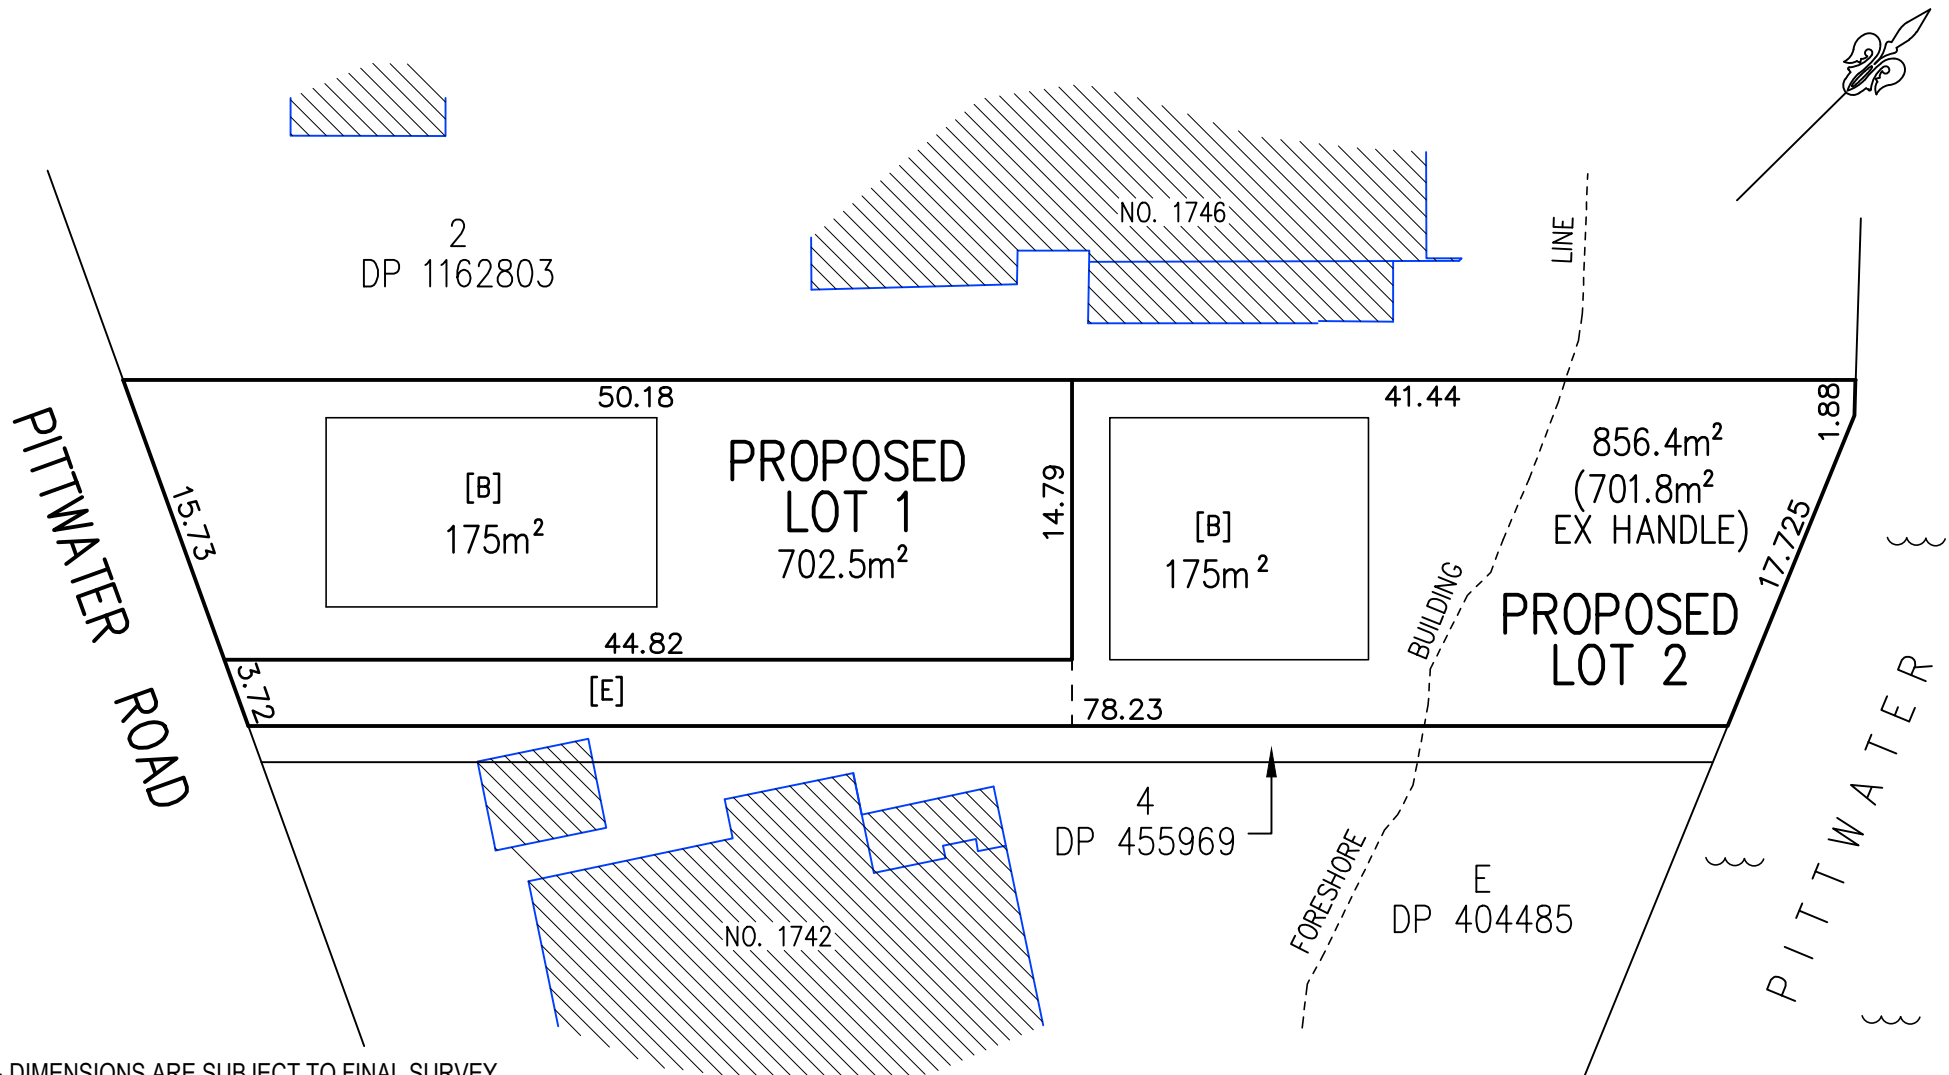 NO. 1746
LINE
2
DP 1162803
50.18
41.44
1.88
PITTWATER ROAD
15.73
[B]
175m²
PROPOSED
LOT 1
702.5m²
14.79
[B]
175m²
856.4m²
(701.8m²
EX HANDLE)
17.725
BUILDING
PROPOSED
LOT 2
44.82
3.72
[E]
78.23
4
DP 455969
FORESHORE
E
DP 404485
PITTWATER
NO. 1742
DIMENSIONS ARE SUBJECT TO FINAL SURVEY